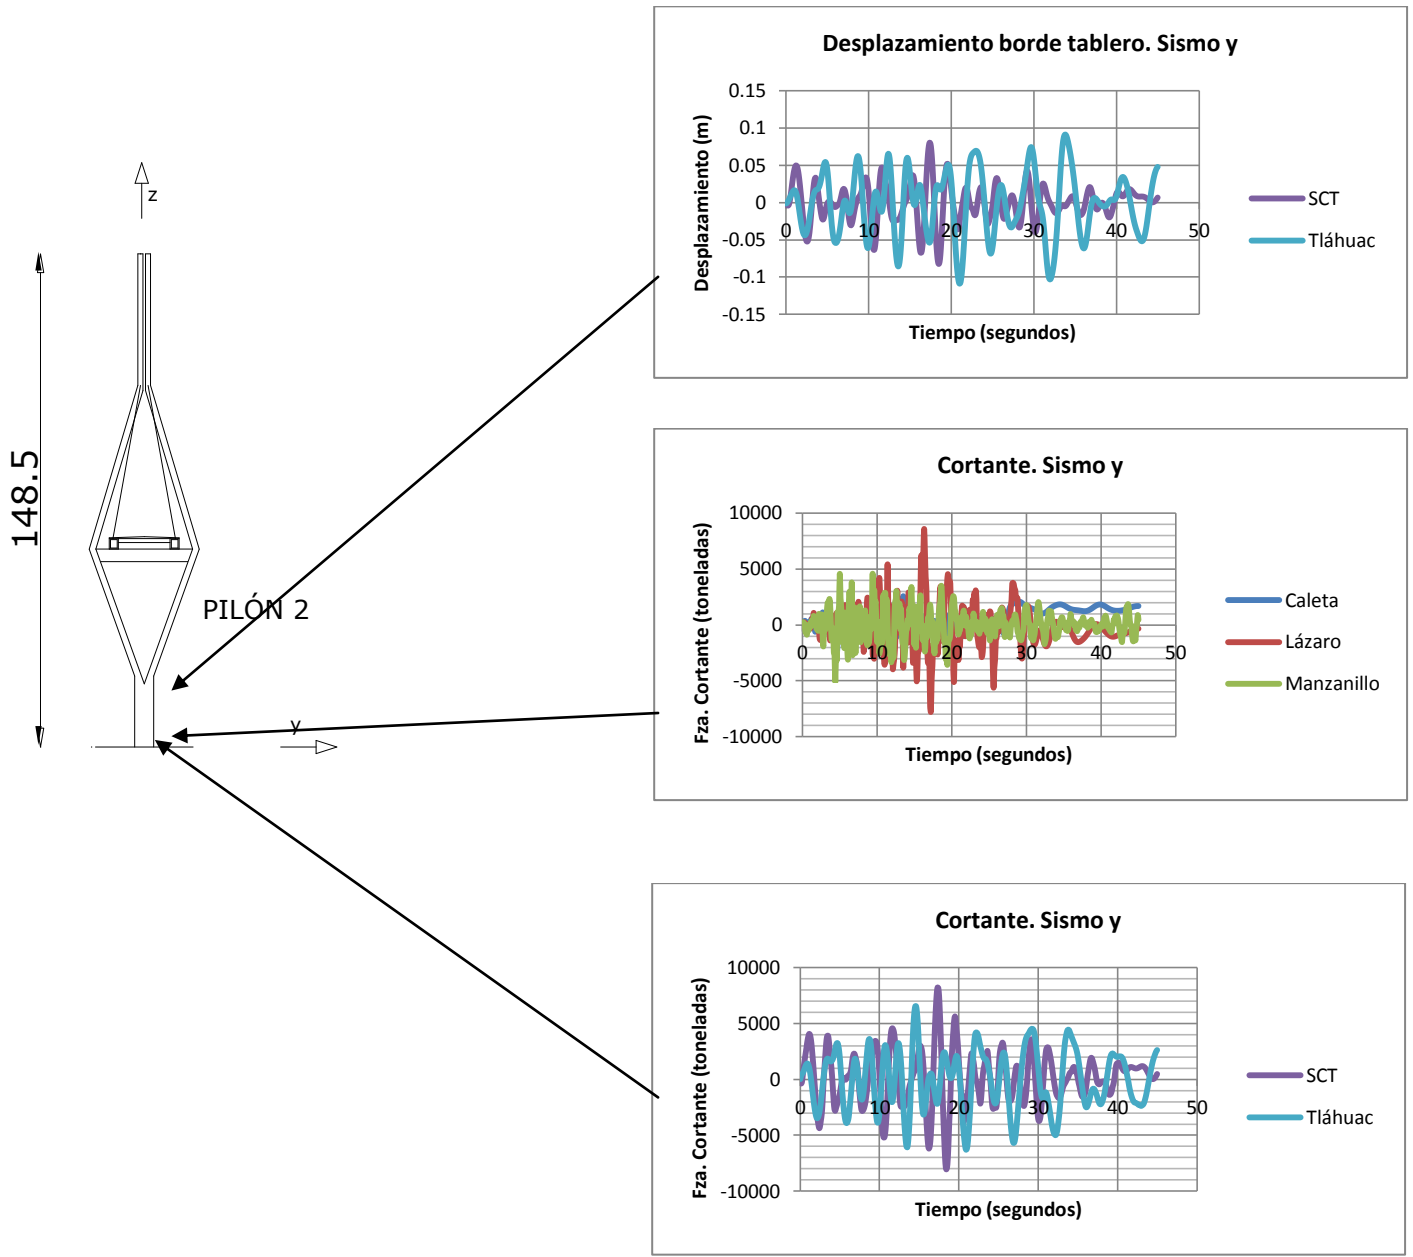 z
148.5
PILÓN 2
y
Desplazamiento borde tablero. Sismo y
Desplazamiento (m)
0.15
0.1
0.05
0
-0.05
-0.1
-0.15
0 10 20 30 40 50
Tiempo (segundos)
SCT
Tláhuac
Cortante. Sismo y
Fza. Cortante (toneladas)
10000
5000
0
-5000
-10000
0 10 20 30 40 50
Tiempo (segundos)
Caleta
Lázaro
Manzanillo
Cortante. Sismo y
Fza. Cortante (toneladas)
10000
5000
0
-5000
-10000
0 10 20 30 40 50
Tiempo (segundos)
SCT
Tláhuac